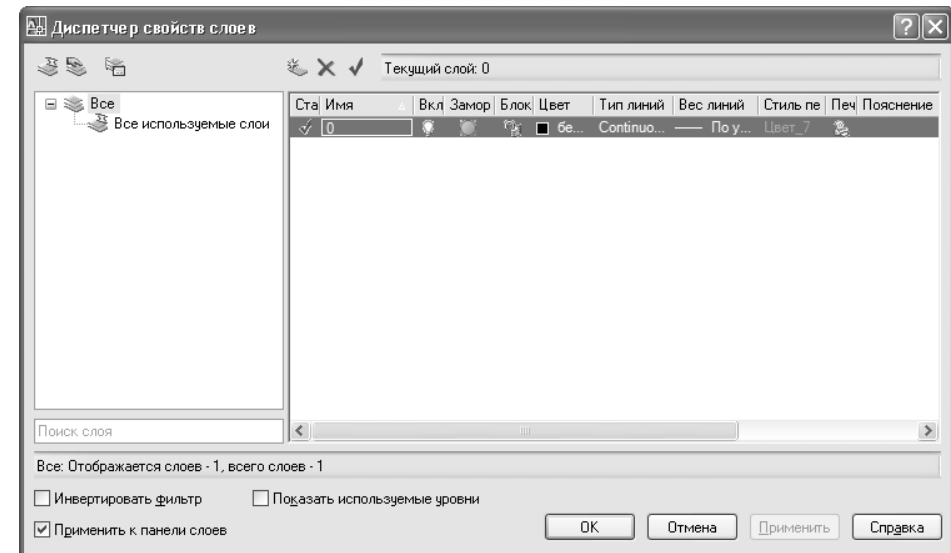 Диспетчер свойств слоев
Текущий слой: 0
Все
Все используемые слои
Ста Имя Вкл Замор Блок Цвет Тип линий Вес линий Стиль пе Печ Пояснение
0 бе... Continuo... По у... Цвет_7
Поиск слоя
Все: Отображается слоев - 1, всего слоев - 1
Инвертировать фильтр Показать используемые уровни
Применить к панели слоев OK Отмена Применить Справка